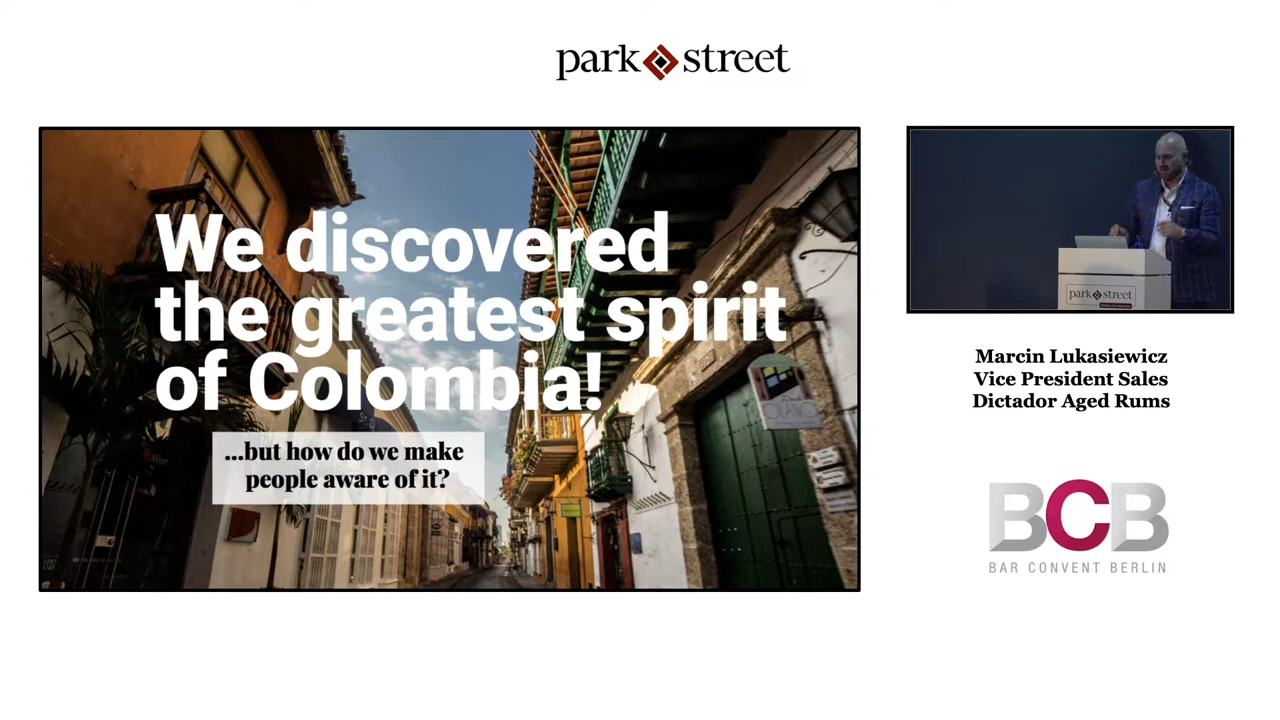 park street
We discovered
the greatest spirit
of Colombia!
...but how do we make
people aware of it?
park street
Marcin Lukasiewicz
Vice President Sales
Dictador Aged Rums
BCB
BAR CONVENT BERLIN